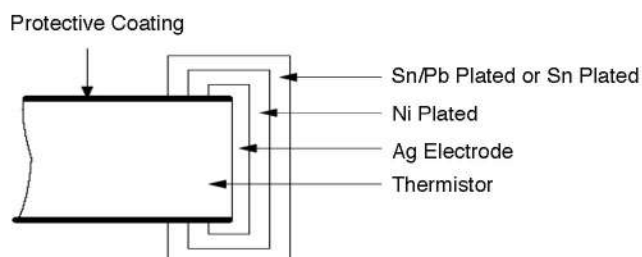 Protective Coating
Sn/Pb Plated or Sn Plated
Ni Plated
Ag Electrode
Thermistor